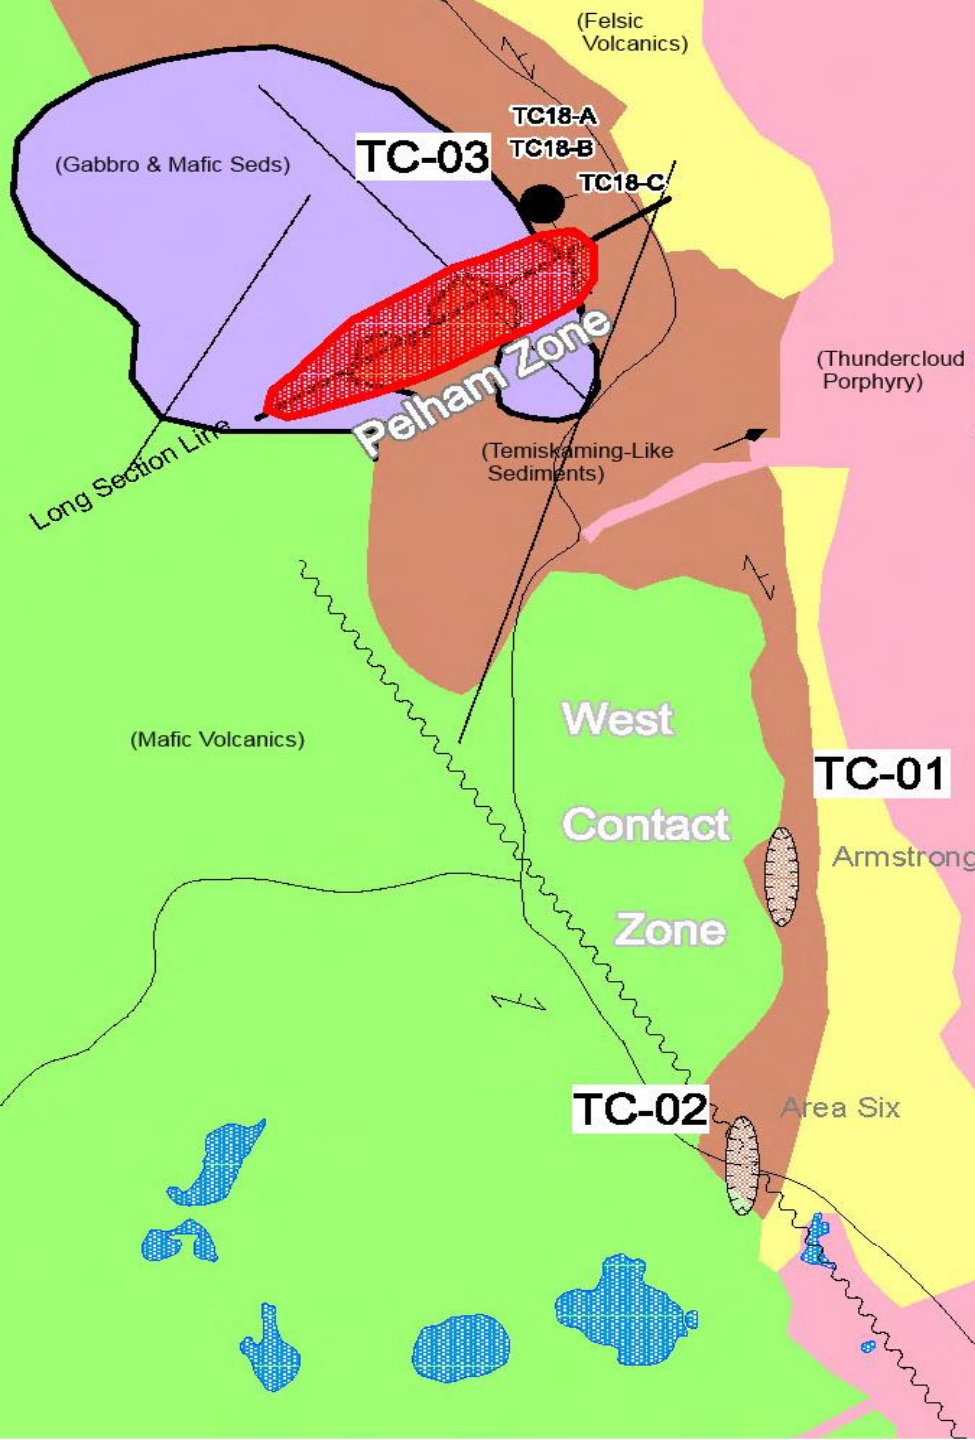 (Felsic
Volcanics)
TC18-A
TC-03
TC18-B
(Gabbro & Mafic Seds)
TC18-C
Pelham Zone
(Thundercloud
Porphyry)
Long Section Line
(Temiskaming-Like
Sediments)
West
(Mafic Volcanics)
TC-01
Contact
Armstrong
Zone
TC-02
Area Six